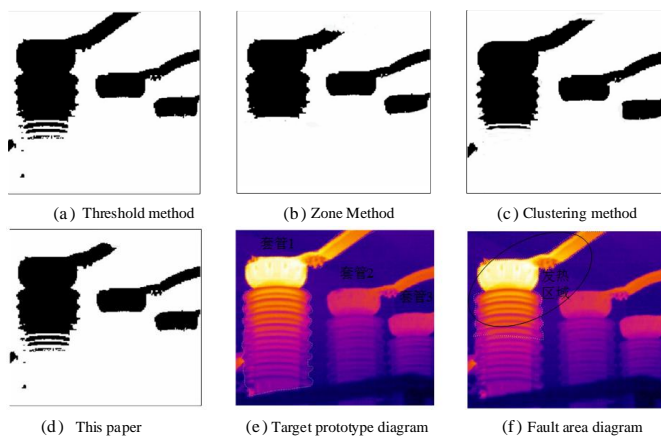 (a) Threshold method
(b) Zone Method
(c) Clustering method
套管1
套管2
套管3
发热
区域
(d) This paper
(e) Target prototype diagram
(f) Fault area diagram